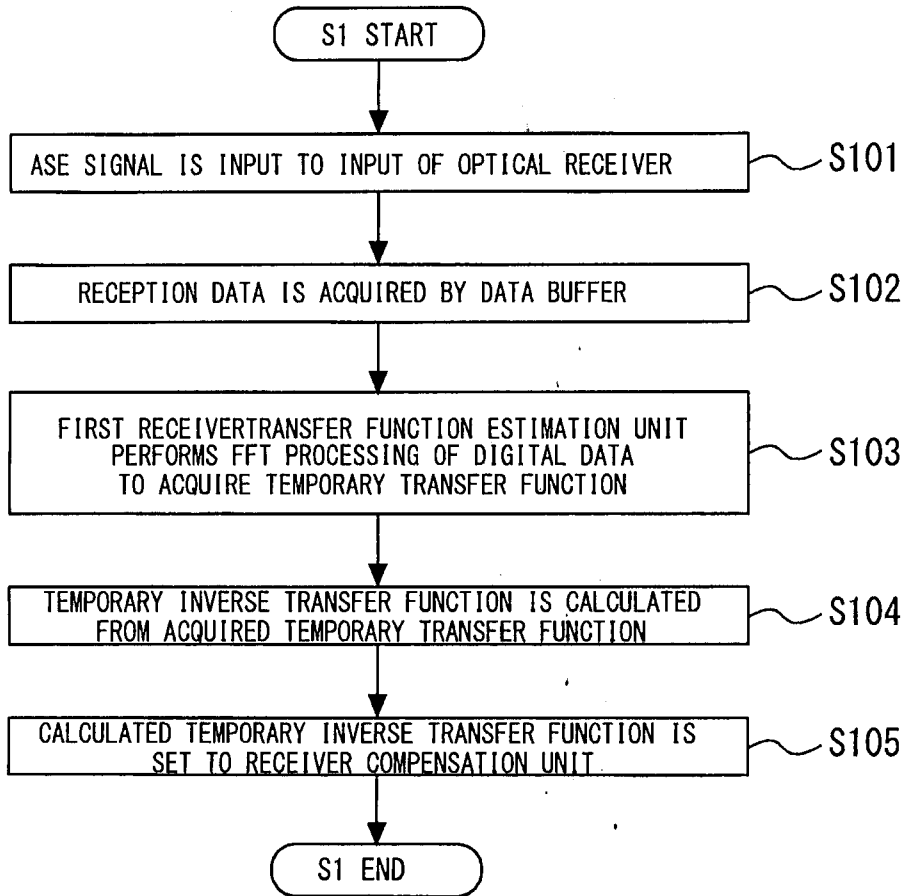 S1 START
ASE SIGNAL IS INPUT TO INPUT OF OPTICAL RECEIVER
S101
RECEPTION DATA IS ACQUIRED BY DATA BUFFER
S102
FIRST RECEIVERTRANSFER FUNCTION ESTIMATION UNIT
PERFORMS FFT PROCESSING OF DIGITAL DATA
TO ACQUIRE TEMPORARY TRANSFER FUNCTION
S103
TEMPORARY INVERSE TRANSFER FUNCTION IS CALCULATED
FROM ACQUIRED TEMPORARY TRANSFER FUNCTION
S104
CALCULATED TEMPORARY INVERSE TRANSFER FUNCTION IS
SET TO RECEIVER COMPENSATION UNIT
S105
S1 END